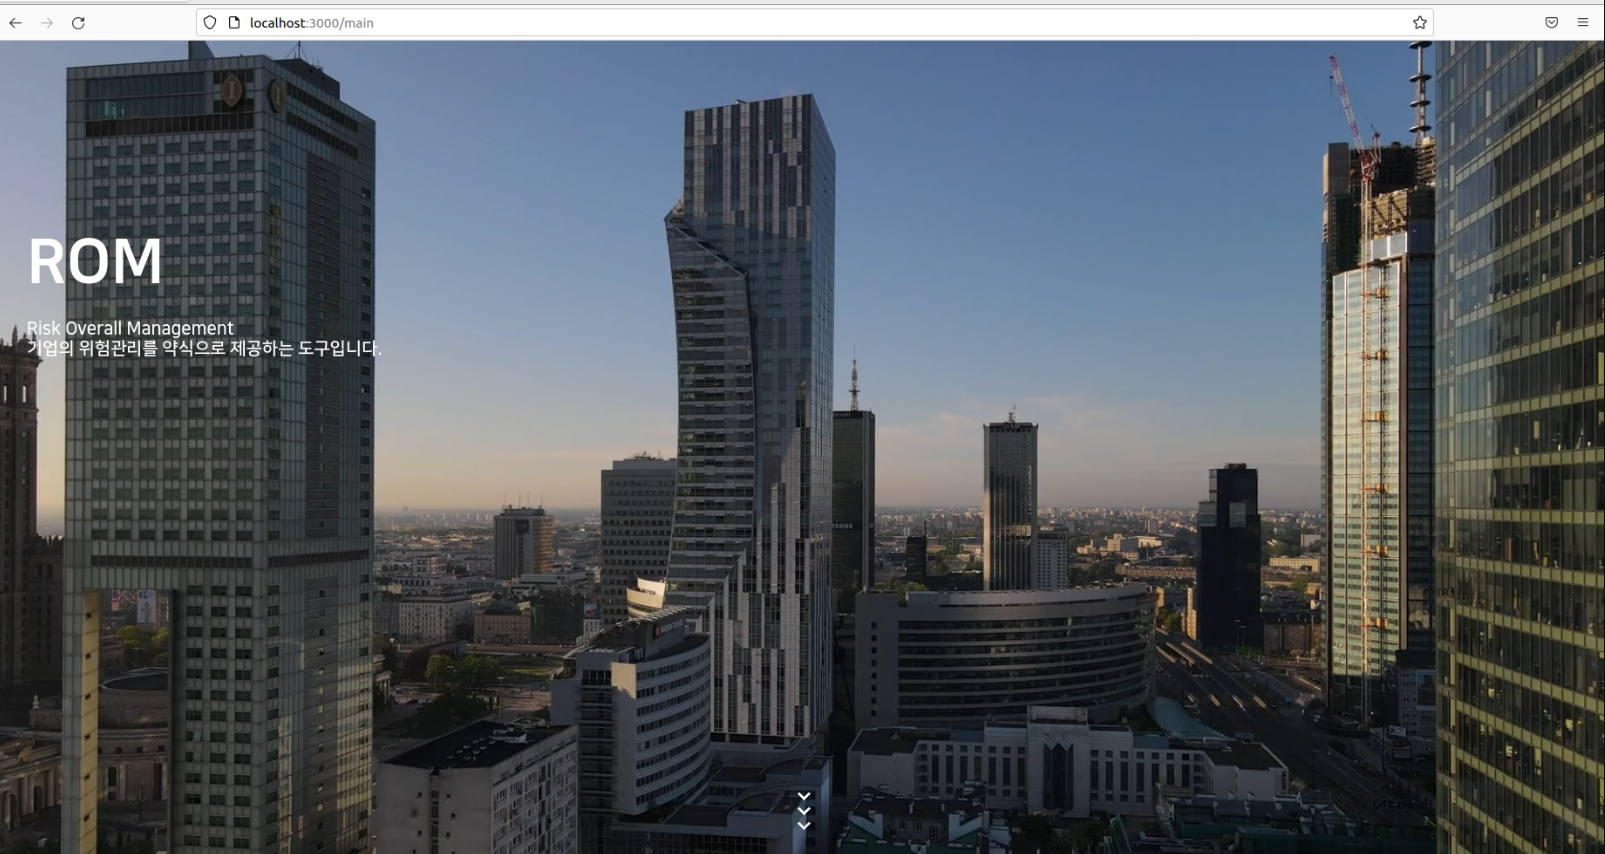 localhost:3000/main
ROM
Risk Overall Management
기업의 위험관리를 약식으로 제공하는 도구입니다.